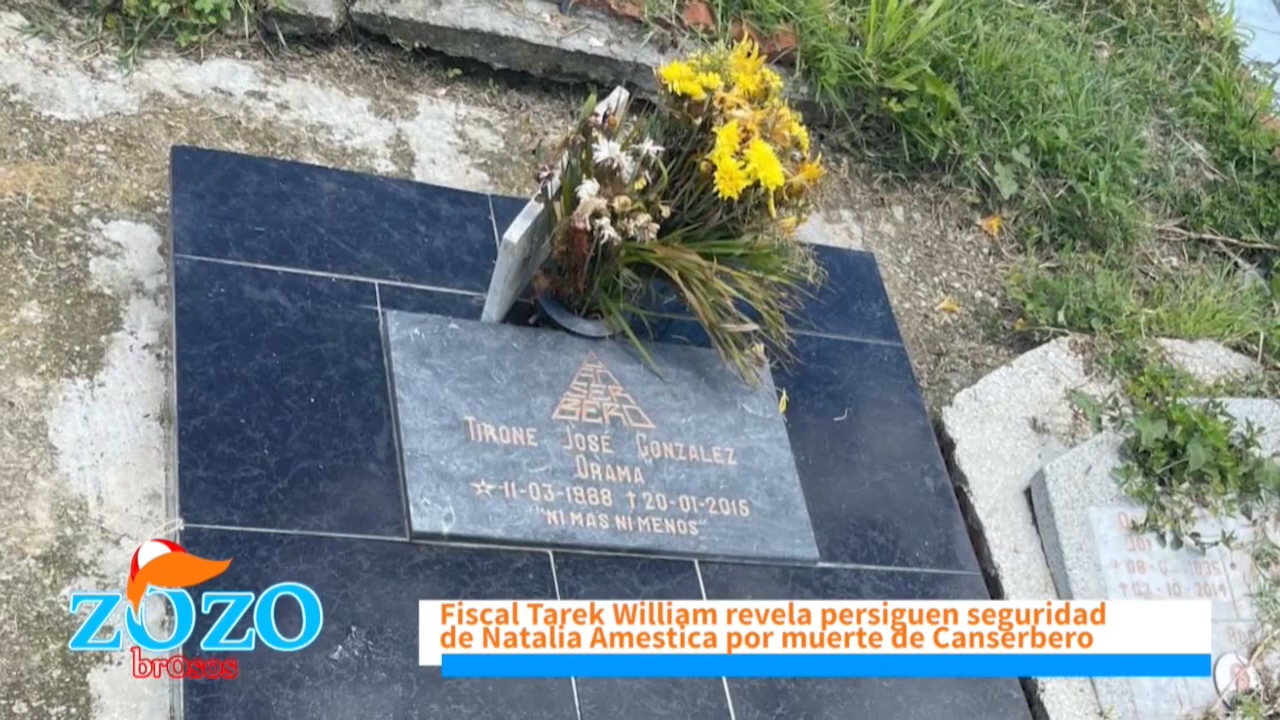 CAN
SER
BERO
TIRONE JOSÉ GONZALEZ
ORAMA
☆-11-03-1988 †20-01-2015
"NI MAS NI MENOS"
2014
ZOZO
brOsos
Fiscal Tarek William revela persiguen seguridad
de Natalia Amestica por muerte de Canserbero